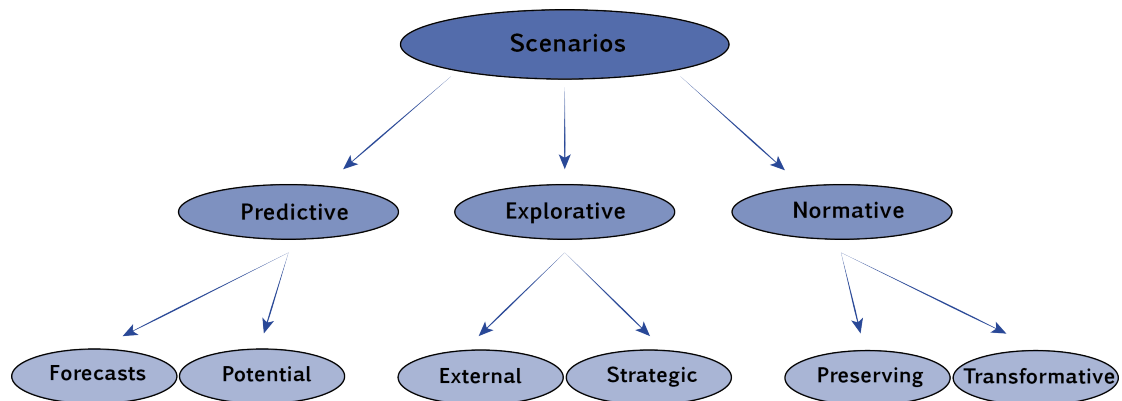 Scenarios
Predictive
Explorative
Normative
Forecasts
Potential
External
Strategic
Preserving
Transformative